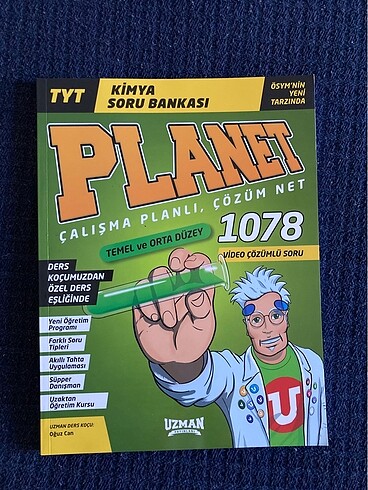 TYT
KİMYA
SORU BANKASI
ÖSYM'NİN
YENİ
TARZINDA
PLANET
ÇALIŞMA PLANLI, ÇÖZÜM NET
TEMEL ve ORTA DÜZEY
1078
VİDEO ÇÖZÜMLÜ SORU
DERS
KOÇUMUZDAN
ÖZEL DERS
EŞLİĞİNDE
Yeni Öğretim
Programı
Farklı Soru
Tipleri
Akıllı Tahta
Uygulaması
Süpper
Danışman
Uzaktan
Öğretim Kursu
UZMAN DERS KOÇU:
Oğuz Can
U
UZMAN
YAYINLARI